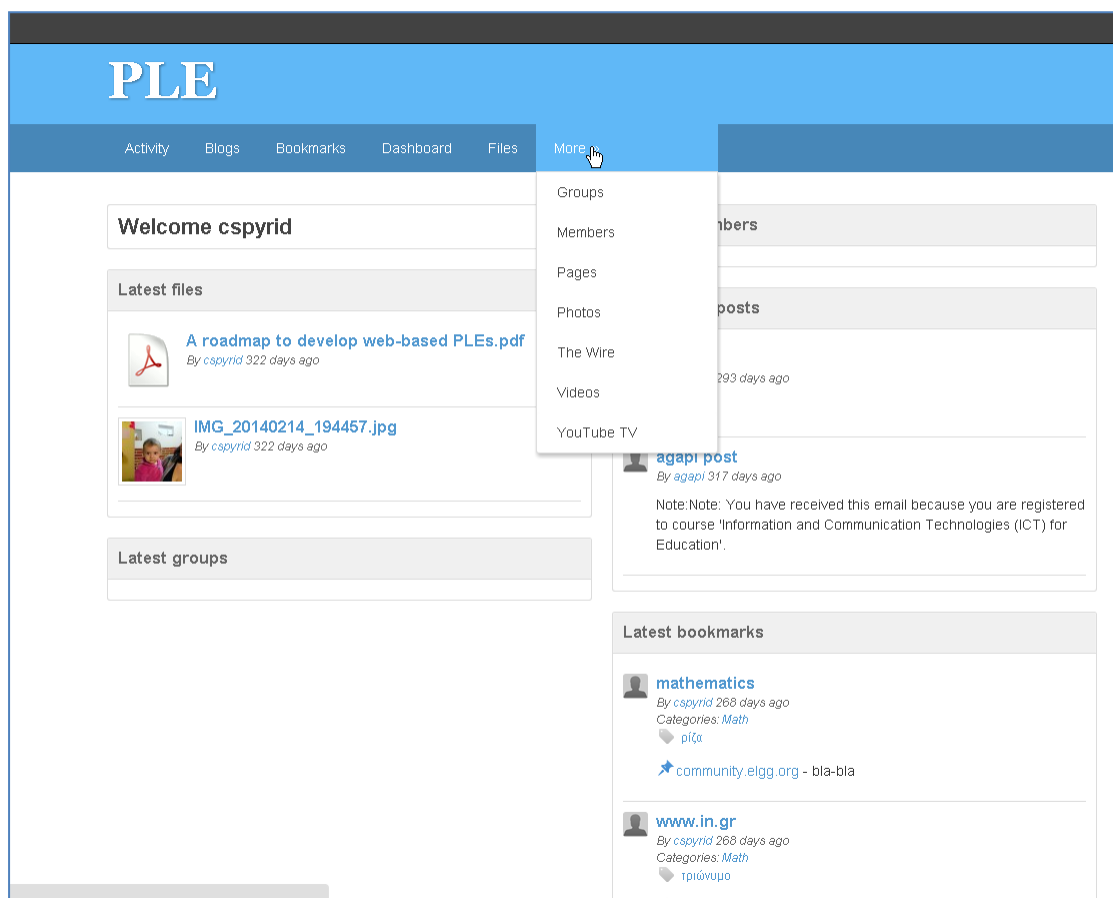 PLE
Activity Blogs Bookmarks Dashboard Files More
Groups
Members
Pages
Photos
The Wire
Videos
YouTube TV
Welcome cspyrid
Latest files
A roadmap to develop web-based PLEs.pdf
By cspyrid 322 days ago
IMG_20140214_194457.jpg
By cspyrid 322 days ago
Latest groups
posts
293 days ago
agapi post
By agapi 317 days ago
Note:Note: You have received this email because you are registered
to course 'Information and Communication Technologies (ICT) for
Education'.
Latest bookmarks
mathematics
By cspyrid 268 days ago
Categories: Math
ρίζα
community.elgg.org - bla-bla
www.in.gr
By cspyrid 268 days ago
Categories: Math
τριώνυμο